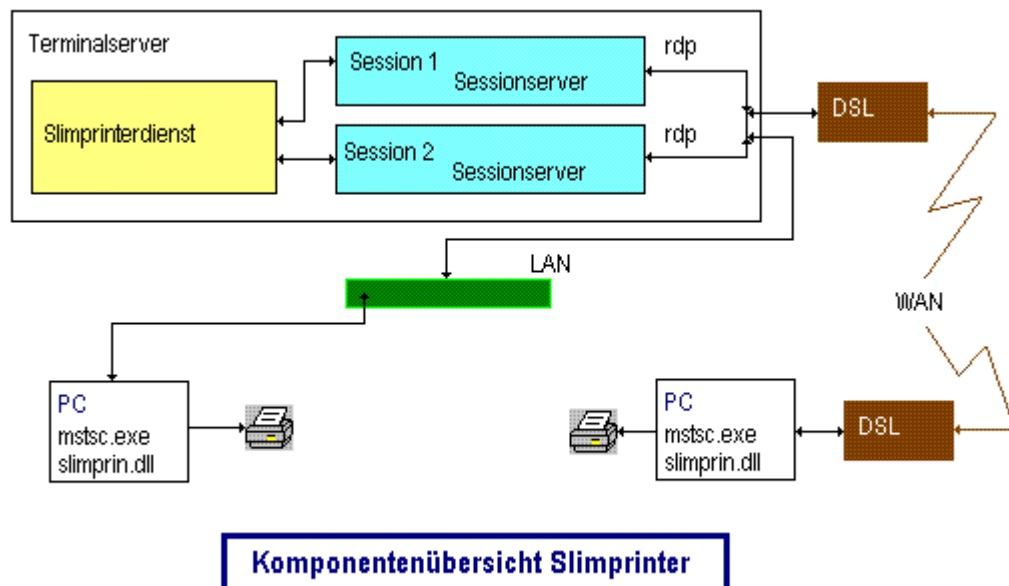 Terminalserver
Session 1
Sessionserver
rdp
Slimprinterdienst
DSL
Session 2
Sessionserver
rdp
LAN
WAN
PC
mstsc.exe
slimprin.dll
PC
mstsc.exe
slimprin.dll
DSL
Komponentenübersicht Slimprinter